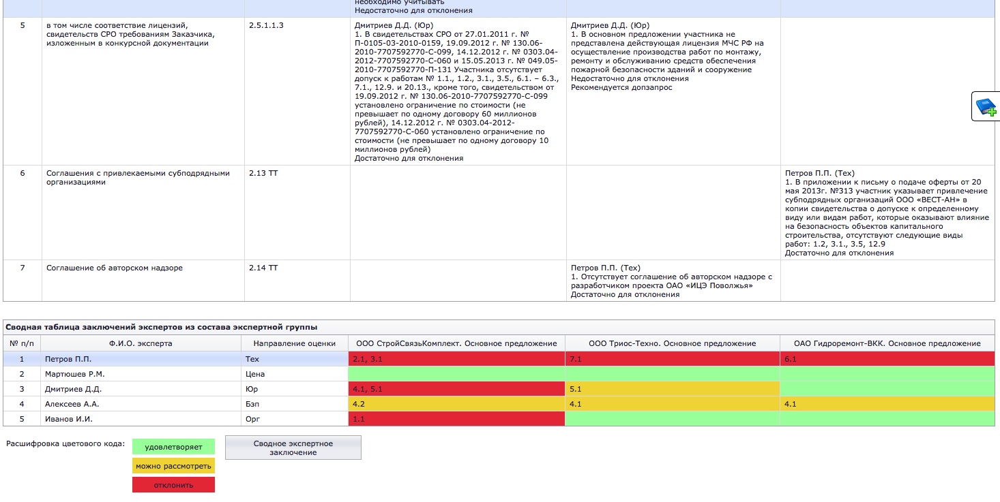 необходимо учитывать
Недостаточно для отклонения
5
в том числе соответствие лицензий,
свидетельств СРО требованиям Заказчика,
изложенным в конкурсной документации
2.5.1.1.3
Дмитриев Д.Д. (Юр)
1. В свидетельствах СРО от 27.01.2011 г. №
П-0105-03-2010-0159, 19.09.2012 г. № 130.06-
2010-7707592770-С-099, 14.12.2012 г. № 0303.04-
2012-7707592770-С-060 и 15.05.2013 г. № 049.05-
2010-7707592770-П-131 Участника отсутствует
допуск к работам № 1.1., 1.2., 3.1., 3.5., 6.1. – 6.3.,
7.1., 12.9. и 20.13., кроме того, свидетельством от
19.09.2012 г. № 130.06-2010-7707592770-С-099
установлено ограничение по стоимости (не
превышает по одному договору 60 миллионов
рублей), 14.12.2012 г. № 0303.04-2012-
7707592770-С-060 установлено ограничение по
стоимости (не превышает по одному договору 10
миллионов рублей)
Достаточно для отклонения
Дмитриев Д.Д. (Юр)
1. В основном предложении участника не
представлена действующая лицензия МЧС РФ на
осуществление производства работ по монтажу,
ремонту и обслуживанию средств обеспечения
пожарной безопасности зданий и сооружение
Недостаточно для отклонения
Рекомендуется допзапрос
6
Соглашения с привлекаемыми субподрядными
организациями
2.13 ТТ
Петров П.П. (Тех)
1. В приложении к письму о подаче оферты от 20
мая 2013г. №313 участник указывает привлечение
субподрядных организаций ООО «ВЕСТ-АН» в
копии свидетельства о допуске к определенному
виду или видам работ, которые оказывают влияние
на безопасность объектов капитального
строительства, отсутствуют следующие виды
работ: 1.2, 3.1., 3.5, 12.9
Достаточно для отклонения
7
Соглашение об авторском надзоре
2.14 ТТ
Петров П.П. (Тех)
1. Отсутствует соглашение об авторском надзоре с
разработчиком проекта ОАО «ИЦЭ Поволжья»
Достаточно для отклонения
Сводная таблица заключений экспертов из состава экспертной группы
№ п/п Ф.И.О. эксперта Направление оценки ООО СтройСвязьКомплект. Основное предложение ООО Триос-Техно. Основное предложение ОАО Гидроремонт-ВКК. Основное предложение
1 Петров П.П. Тех 2.1, 3.1 7.1 6.1
2 Мартюшев Р.М. Цена
3 Дмитриев Д.Д. Юр 4.1, 5.1 5.1
4 Алексеев А.А. Бзп 4.2 4.1 4.1
5 Иванов И.И. Орг 1.1
Расшифровка цветового кода:
удовлетворяет
можно рассмотреть
отклонить
Сводное экспертное
заключение